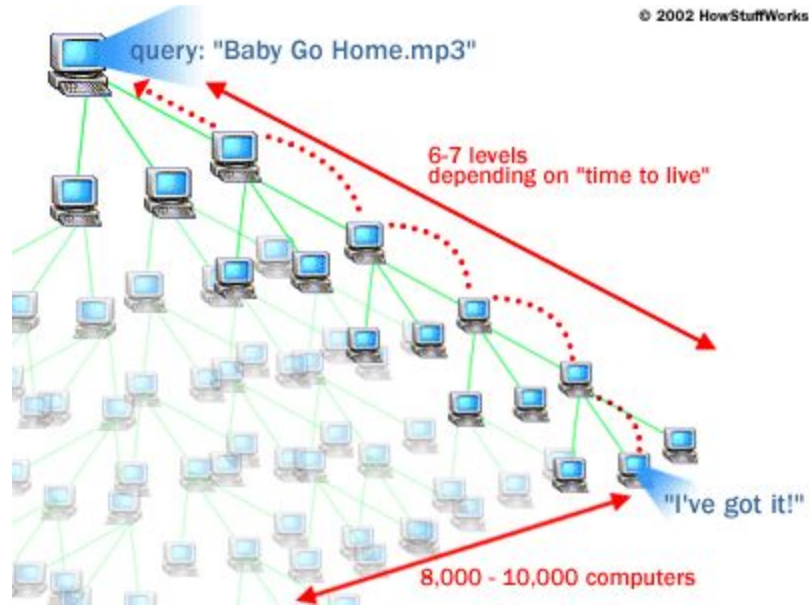 © 2002 HowStuffWorks
query: "Baby Go Home.mp3"
6-7 levels
depending on "time to live"
"I've got it!"
8,000 - 10,000 computers